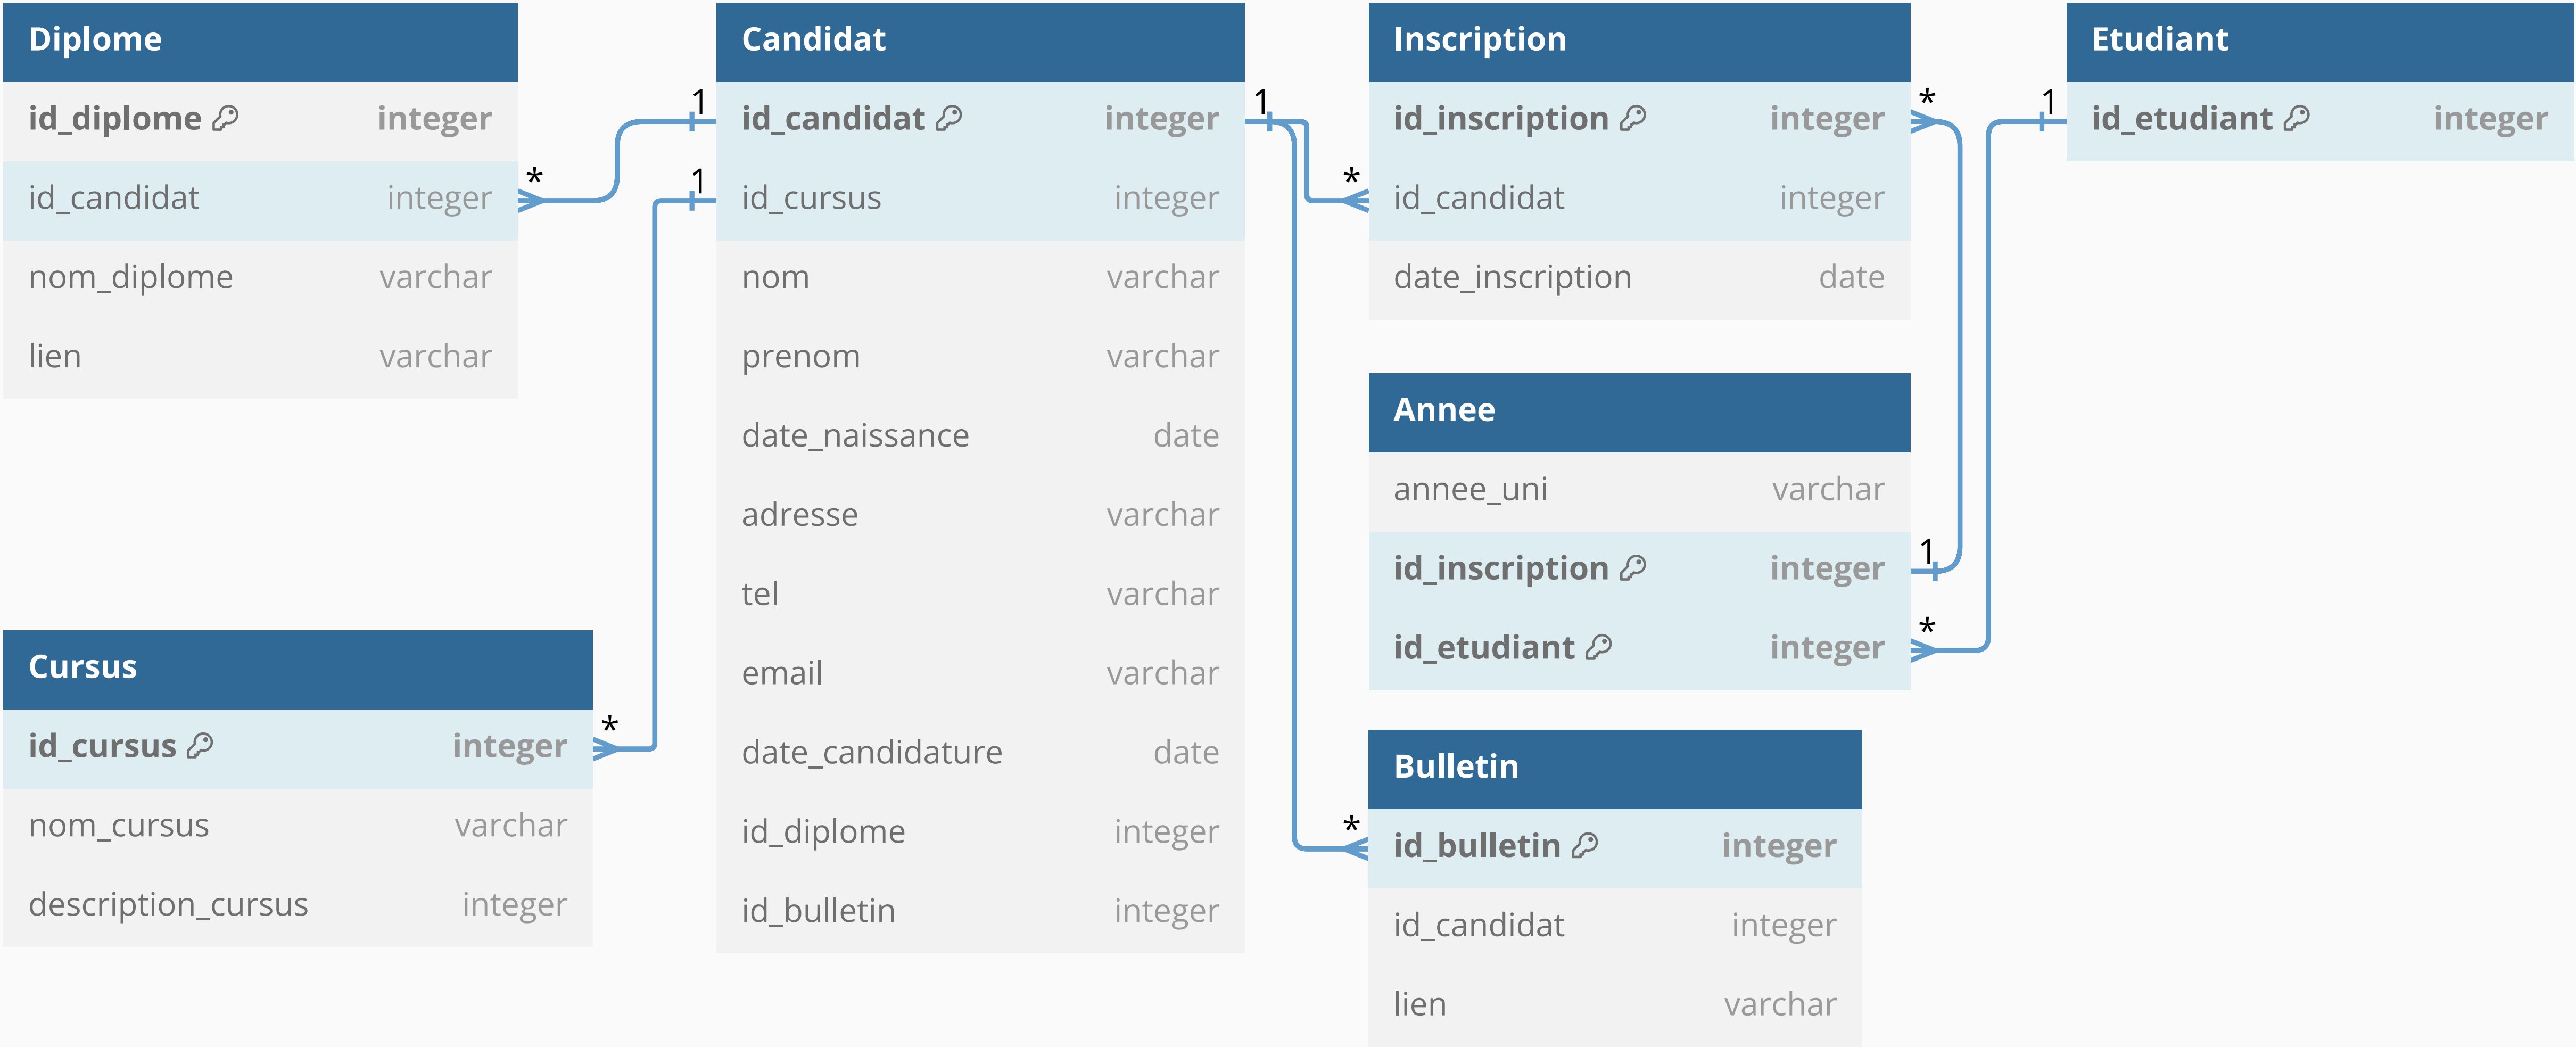 Diplome
id_diplome integer
id_candidat integer
nom_diplome varchar
lien varchar
Cursus
id_cursus integer
nom_cursus varchar
description_cursus integer
Candidat
id_candidat integer
id_cursus integer
nom varchar
prenom varchar
date_naissance date
adresse varchar
tel varchar
email varchar
date_candidature date
id_diplome integer
id_bulletin integer
Inscription
id_inscription integer
id_candidat integer
date_inscription date
Annee
annee_uni varchar
id_inscription integer
id_etudiant integer
Bulletin
id_bulletin integer
id_candidat integer
lien varchar
Etudiant
id_etudiant integer
1
*
1
*
1
*
*
*
1
1
*